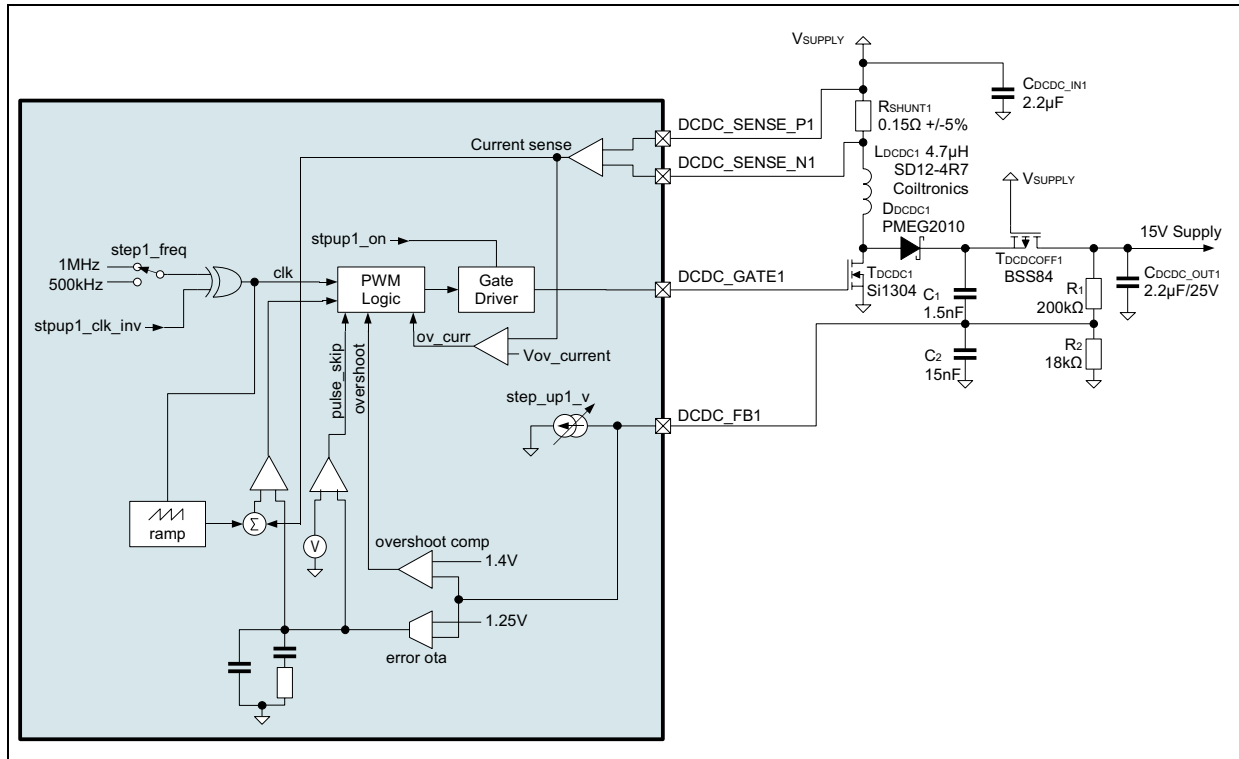 VSUPPLY
CDCDC_IN1
2.2µF
RSHUNT1
0.15Ω +/-5%
DCDC_SENSE_P1
Current sense
DCDC_SENSE_N1
LDCDC1 4.7µH
SD12-4R7
Coiltronics
VSUPPLY
DDCDC1
PMEG2010
15V Supply
step1_freq
stpup1_on
1MHz
500kHz
clk
PWM
Logic
Gate
Driver
DCDC_GATE1
TDCDC1
Si1304
TDCDCOFF1
BSS84
CDCDC_OUT1
2.2µF/25V
C1
1.5nF
R1
200kΩ
stpup1_clk_inv
ov_curr
Vov_current
pulse_skip
overshoot
C2
15nF
R2
18kΩ
step_up1_v
DCDC_FB1
ramp
Σ
V
overshoot comp
1.4V
1.25V
error ota